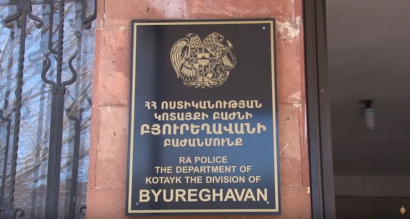 ՀՀ ՈՍՏԻԿԱՆՈՒԹՅԱՆ
ԿՈՏԱՅՔԻ ԲԱԺՆԻ
ԲՅՈՒՐԵՂԱՎԱՆԻ
ԲԱԺԱՆՄՈՒՆՔ
RA POLICE
THE DEPARTMENT OF
KOTAYK THE DIVISION OF
BYUREGHAVAN